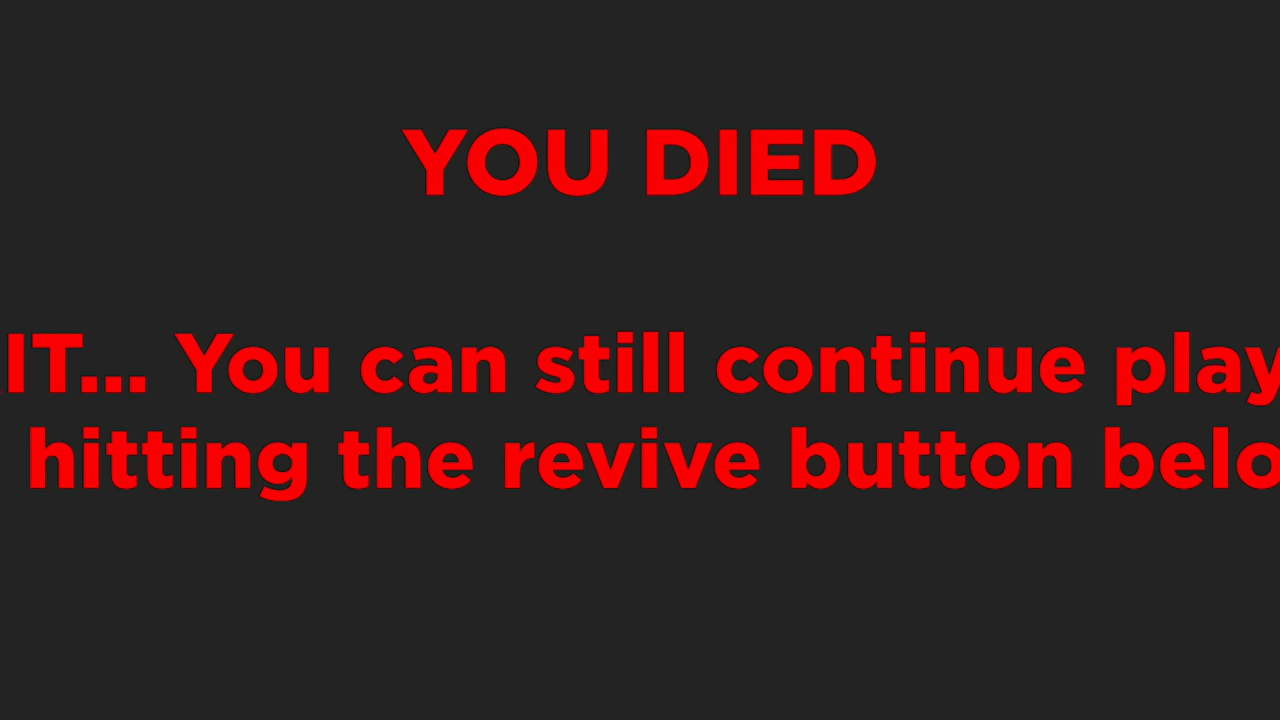 YOU DIED
IT... You can still continue play
hitting the revive button belo